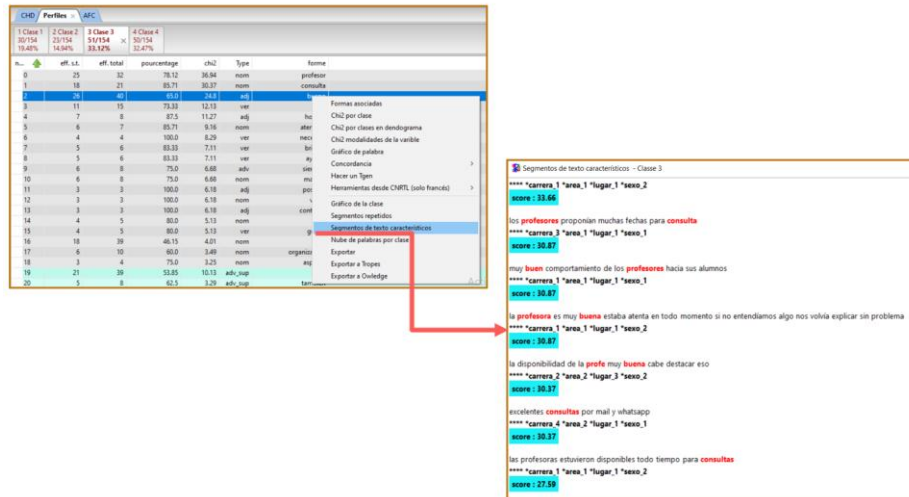 CHD Perfiles × AFC
1 Clase 1 2 Clase 2 3 Clase 3 × 4 Clase 4
30/154 23/154 51/154 50/154
19.48% 14.94% 33.12% 32.47%
n... eff. s.t. eff. total pourcentage chi2 Type forme
0 25 32 78.12 36.94 nom profesor
1 18 21 85.71 30.37 nom consulta
2 26 40 65.0 24.8 adj
3 11 15 73.33 12.13 ver
4 7 8 87.5 11.27 adj
5 6 7 85.71 9.16 nom
6 4 4 100.0 8.29 ver
7 5 6 83.33 7.11 ver
8 5 6 83.33 7.11 ver
9 6 8 75.0 6.68 adv
10 6 8 75.0 6.68 nom
11 3 3 100.0 6.18 adj
12 3 3 100.0 6.18 nom
13 3 3 100.0 6.18 adj
14 4 5 80.0 5.13 nom
15 4 5 80.0 5.13 ver
16 18 39 46.15 4.01 nom
17 6 10 60.0 3.49 nom
18 3 4 75.0 3.25 nom
19 21 39 53.85 10.13 adv_sup
20 5 8 62.5 3.29 adv_sup
Formas asociadas
Chi2 por clase
Chi2 por clases en dendograma
Chi2 modalidades de la varible
Gráfico de palabra
Concordancia >
Hacer un Tgen
Herramientas desde CNRTL (solo francés) >
Gráfico de la clase
Segmentos repetidos
Segmentos de texto característicos
Nube de palabras por clase
Exportar
Exportar a Tropes
Exportar a Owledge
Segmentos de texto característicos - Classe 3
**** *carrera_1 *area_1 *lugar_1 *sexo_2
score : 33.66
los profesores proponían muchas fechas para consulta
**** *carrera_3 *area_1 *lugar_1 *sexo_1
score : 30.87
muy buen comportamiento de los profesores hacia sus alumnos
**** *carrera_1 *area_1 *lugar_1 *sexo_1
score : 30.87
la profesora es muy buena estaba atenta en todo momento si no entendíamos algo nos volvía explicar sin problema
**** *carrera_1 *area_1 *lugar_1 *sexo_2
score : 30.87
la disponibilidad de la profe muy buena cabe destacar eso
**** *carrera_2 *area_2 *lugar_3 *sexo_2
score : 30.37
excelentes consultas por mail y whatsapp
**** *carrera_4 *area_2 *lugar_2 *sexo_1
score : 30.37
las profesoras estuvieron disponibles todo tiempo para consultas
**** *carrera_1 *area_1 *lugar_1 *sexo_2
score : 27.59